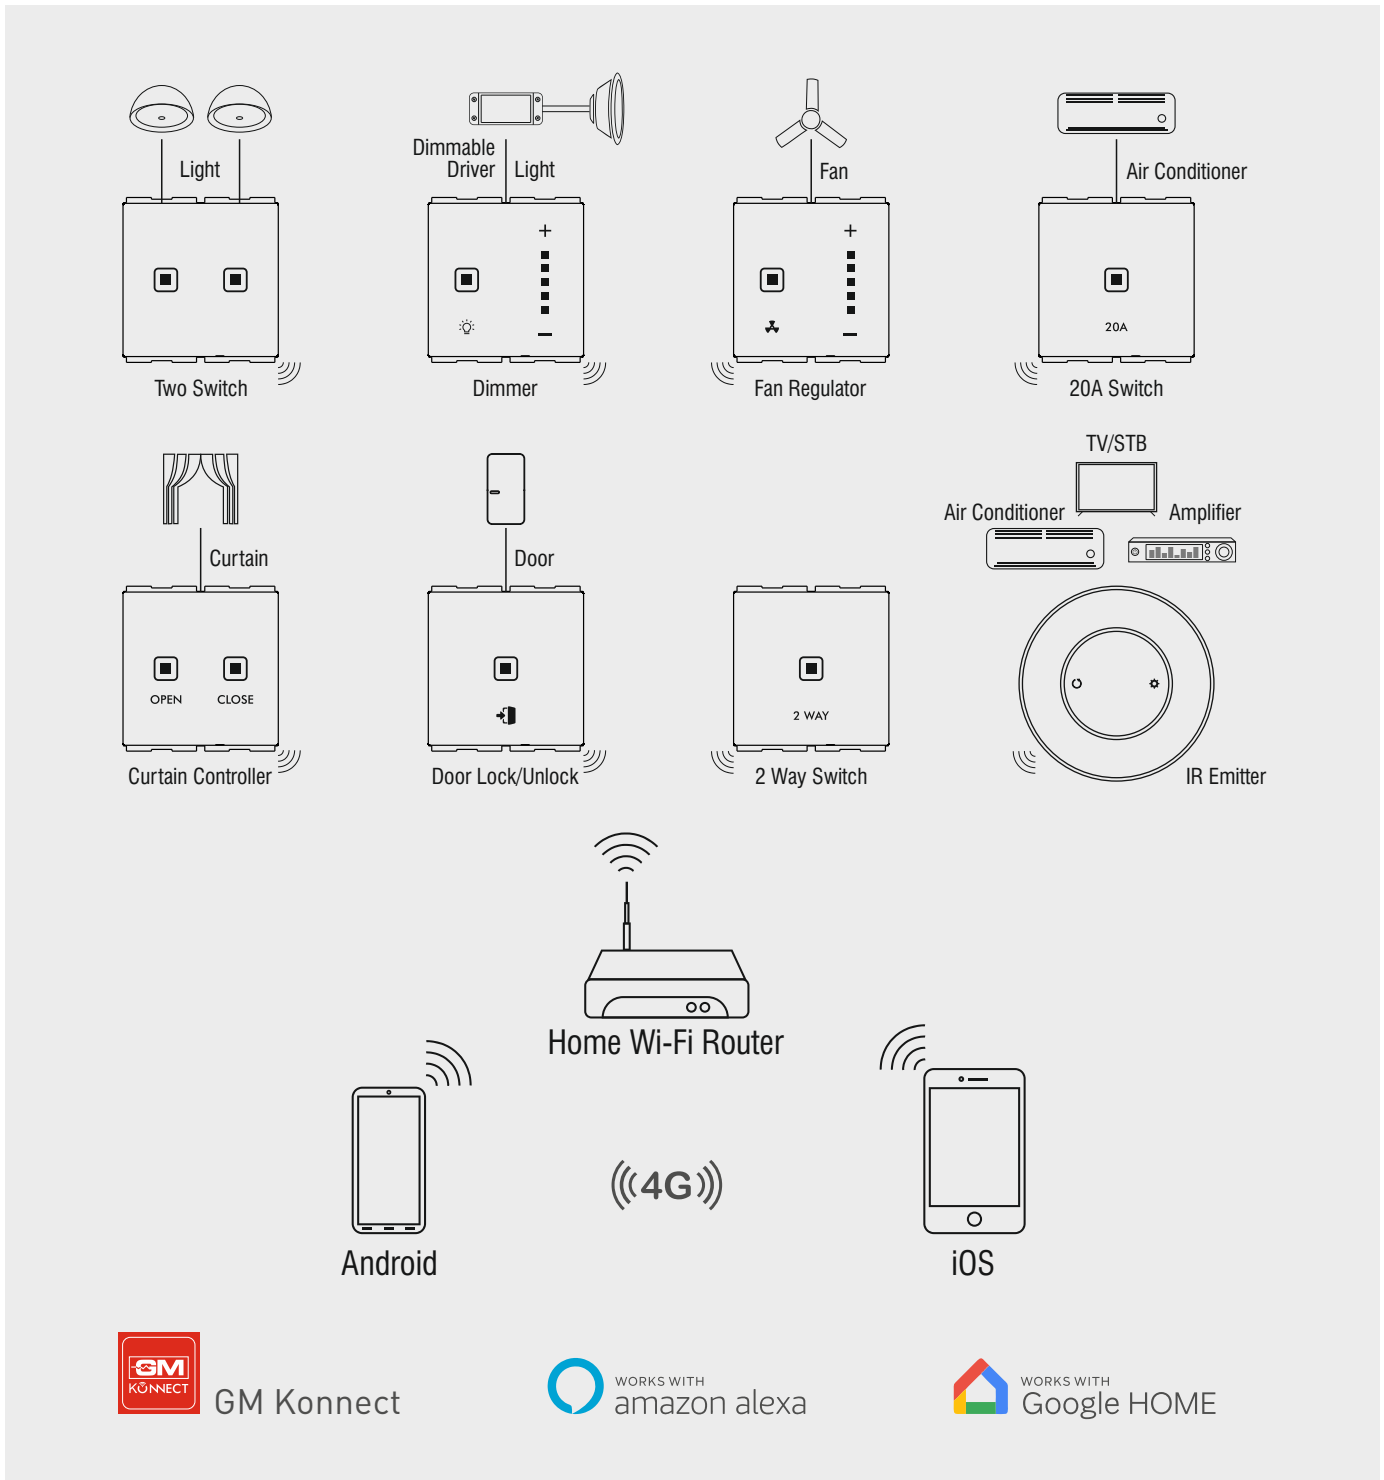 Light
Dimmable
Driver
Light
Fan
Air Conditioner
+
−
+
−
20A
Two Switch
Dimmer
Fan Regulator
20A Switch
TV/STB
Air Conditioner
Amplifier
Curtain
Door
OPEN
CLOSE
2 WAY
Curtain Controller
Door Lock/Unlock
2 Way Switch
IR Emitter
Home Wi-Fi Router
4G
Android
iOS
GM
KONNECT
GM Konnect
WORKS WITH
amazon alexa
WORKS WITH
Google HOME